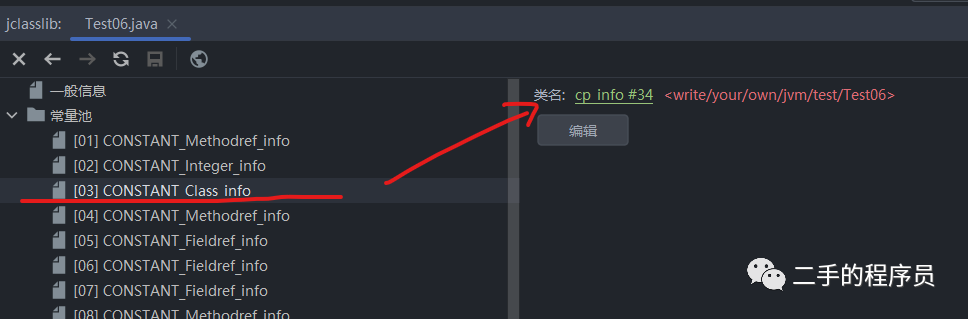 jclasslib: Test06.java
一般信息
常量池
[01] CONSTANT_Methodref_info
[02] CONSTANT_Integer_info
[03] CONSTANT_Class_info
[04] CONSTANT_Methodref_info
[05] CONSTANT_Fieldref_info
[06] CONSTANT_Fieldref_info
[07] CONSTANT_Fieldref_info
[08] CONSTANT_Methodref_info
类名: cp_info #34 <write/your/own/jvm/test/Test06>
编辑
二手的程序员